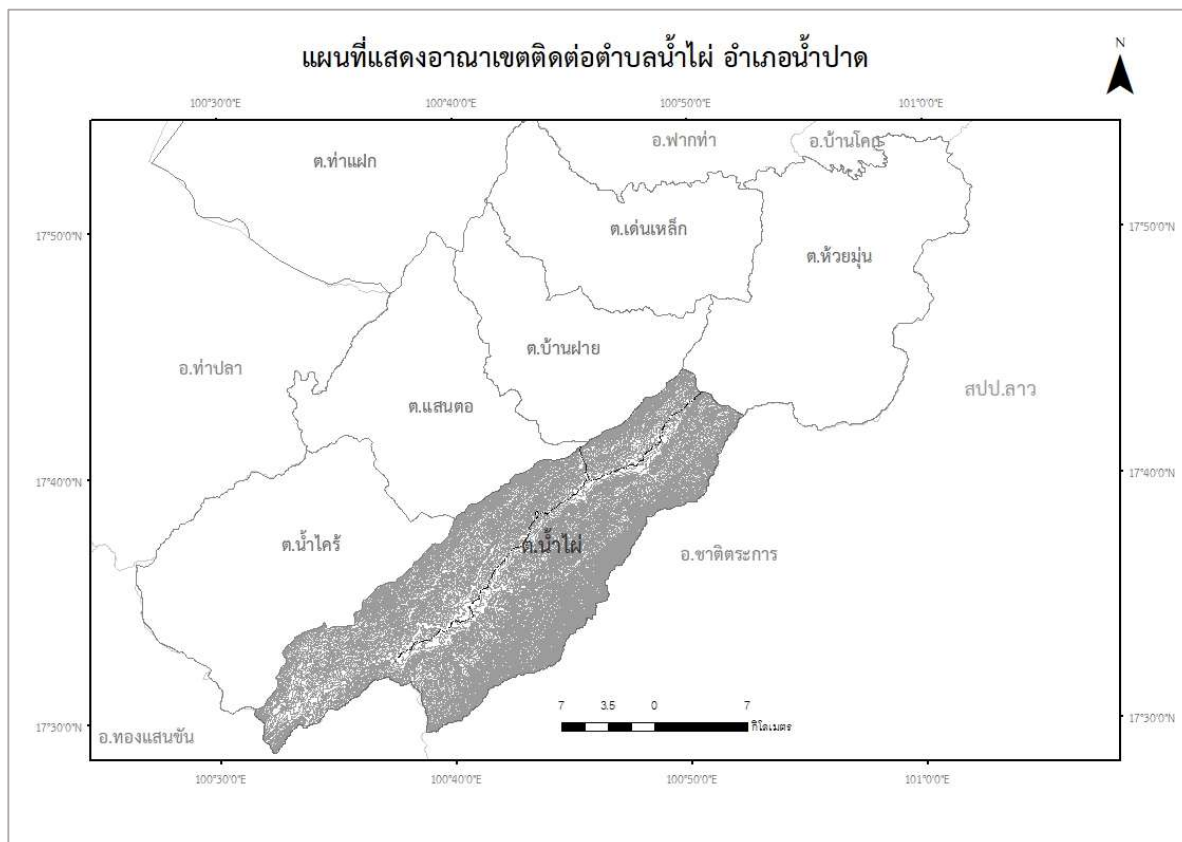 แผนที่แสดงอาณาเขตติดต่อตำบลน้ำไผ่ อำเภอน้ำปาด
N
100°30'0"E 100°40'0"E 100°50'0"E 101°0'0"E
อ.ฟากท่า อ.บ้านโคก
ต.ท่าแฝก
17°50'0"N ต.เด่นเหล็ก 17°50'0"N
ต.ห้วยมุ่น
ต.บ้านฝาย
อ.ท่าปลา สปป.ลาว
ต.แสนตอ
17°40'0"N 17°40'0"N
ต.น้ำไคร้ ต.น้ำไผ่ อ.ชาติตระการ
7 3.5 0 7
กิโลเมตร
17°30'0"N 17°30'0"N
อ.ทองแสนขัน
100°30'0"E 100°40'0"E 100°50'0"E 101°0'0"E